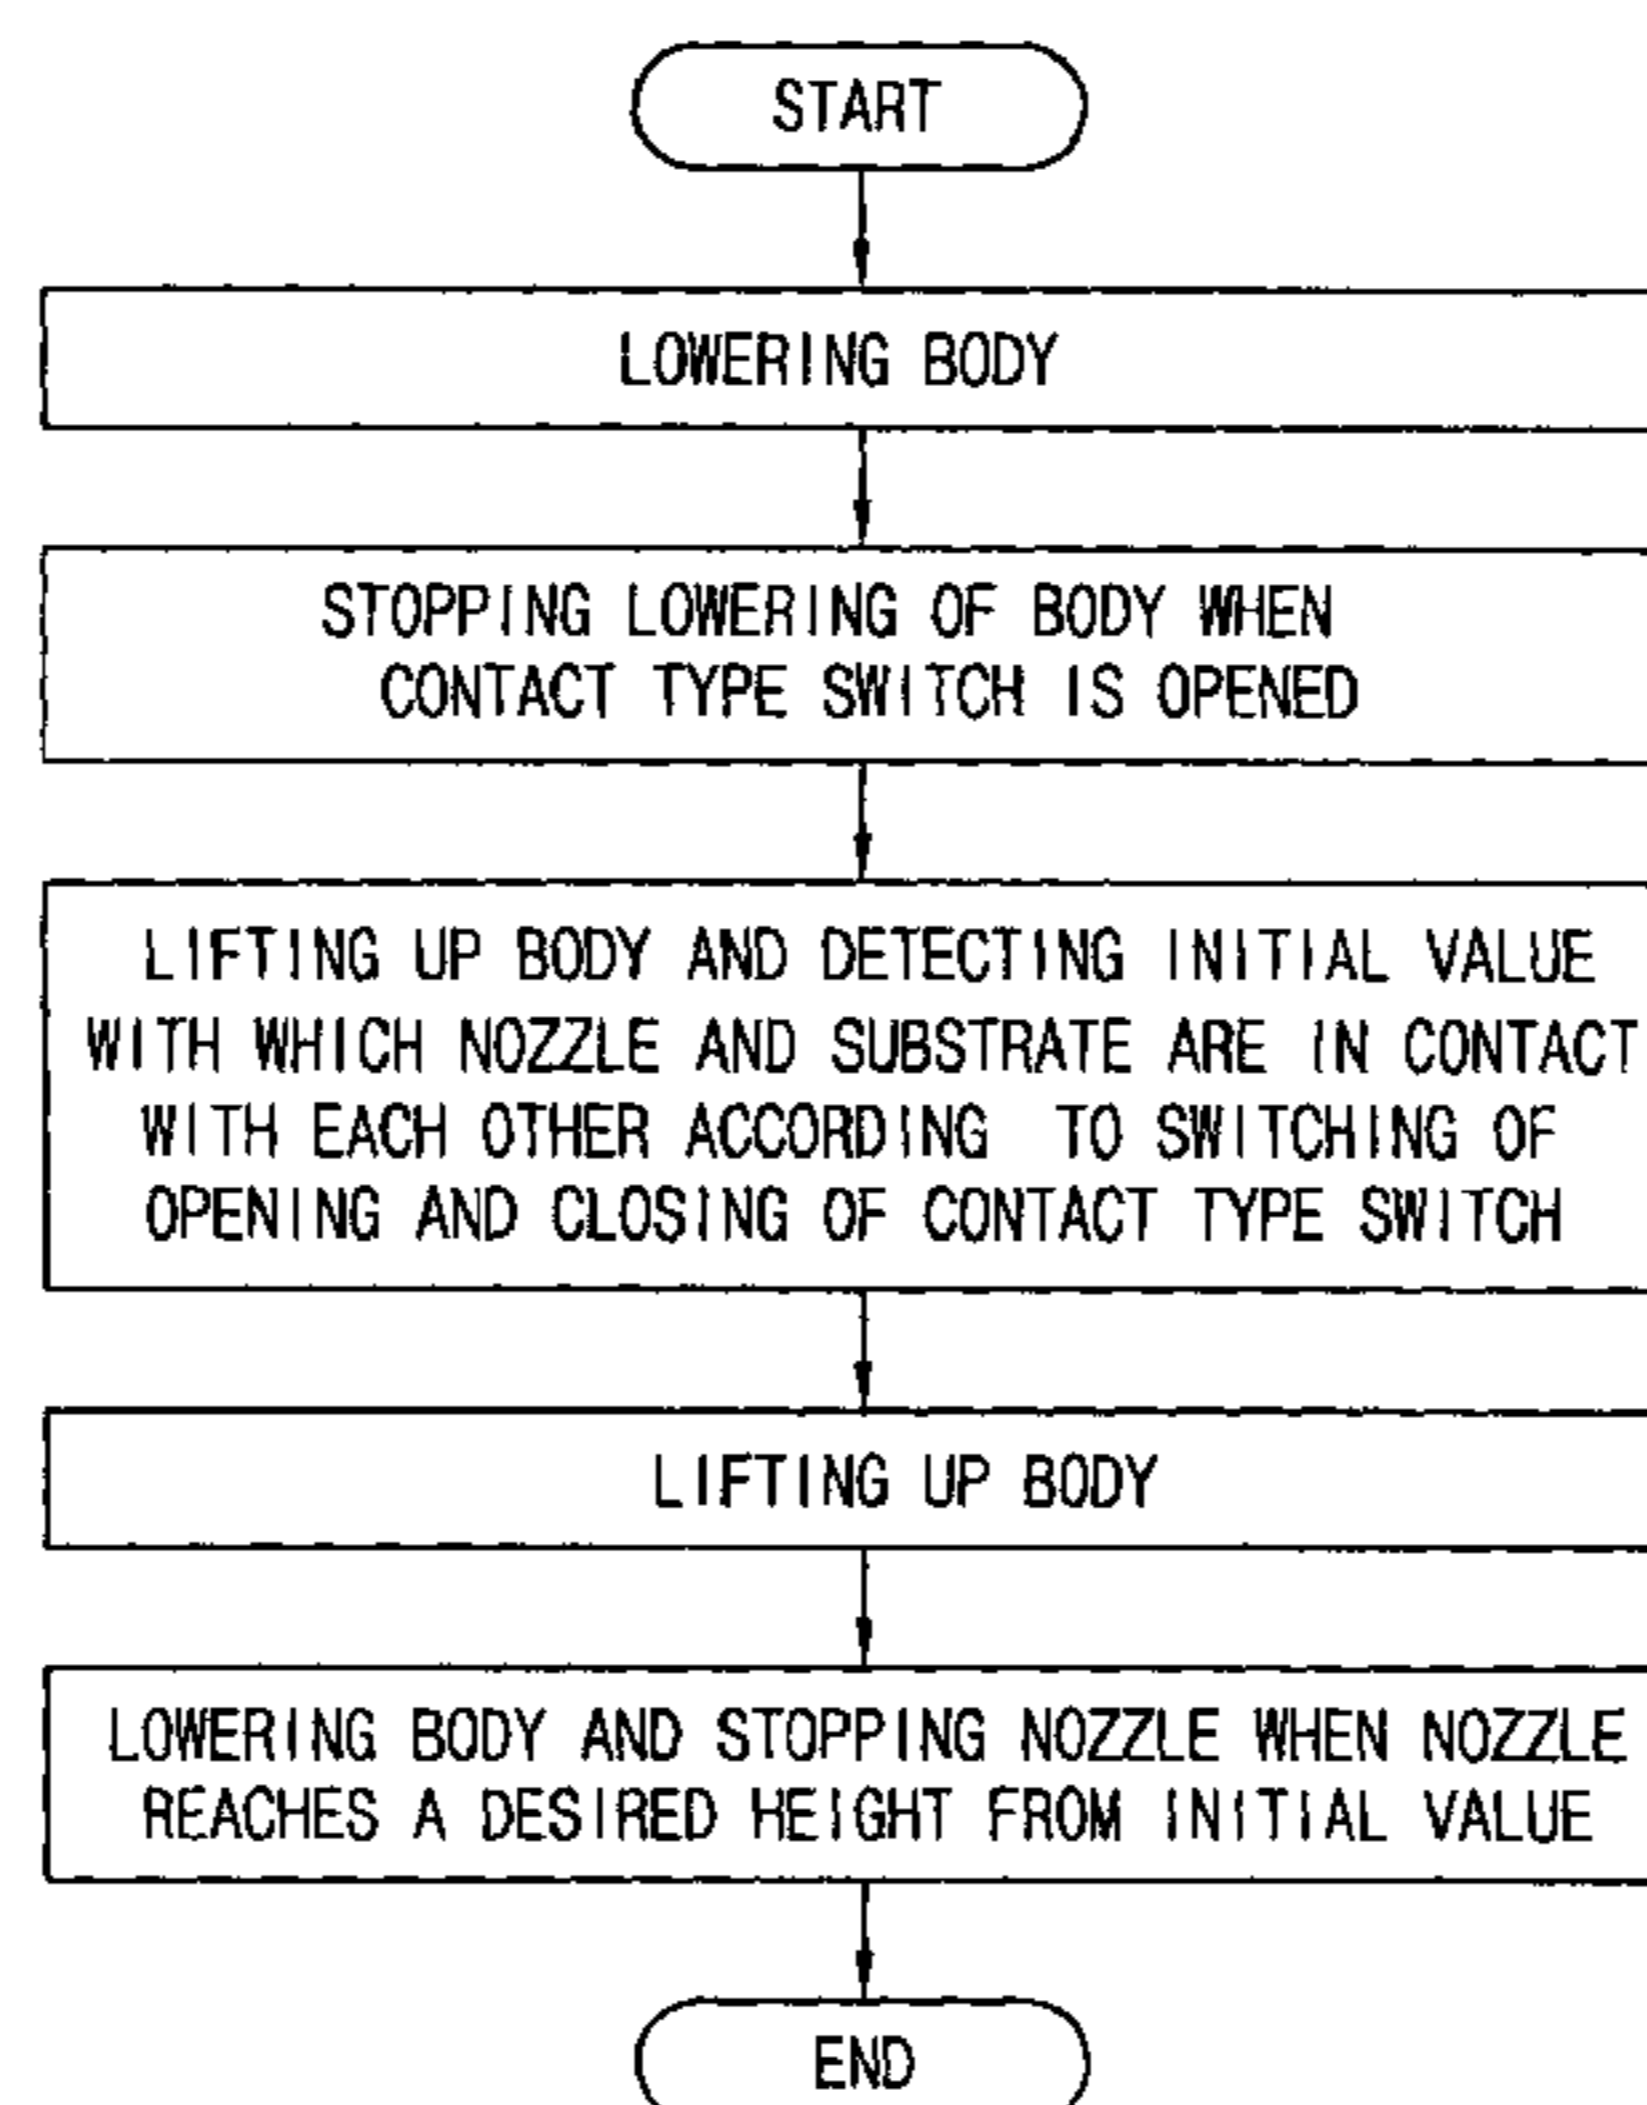 START
LOWERING BODY
STOPPING LOWERING OF BODY WHEN
CONTACT TYPE SWITCH IS OPENED
LIFTING UP BODY AND DETECTING INITIAL VALUE
WITH WHICH NOZZLE AND SUBSTRATE ARE IN CONTACT
WITH EACH OTHER ACCORDING TO SWITCHING OF
OPENING AND CLOSING OF CONTACT TYPE SWITCH
LIFTING UP BODY
LOWERING BODY AND STOPPING NOZZLE WHEN NOZZLE
REACHES A DESIRED HEIGHT FROM INITIAL VALUE
END